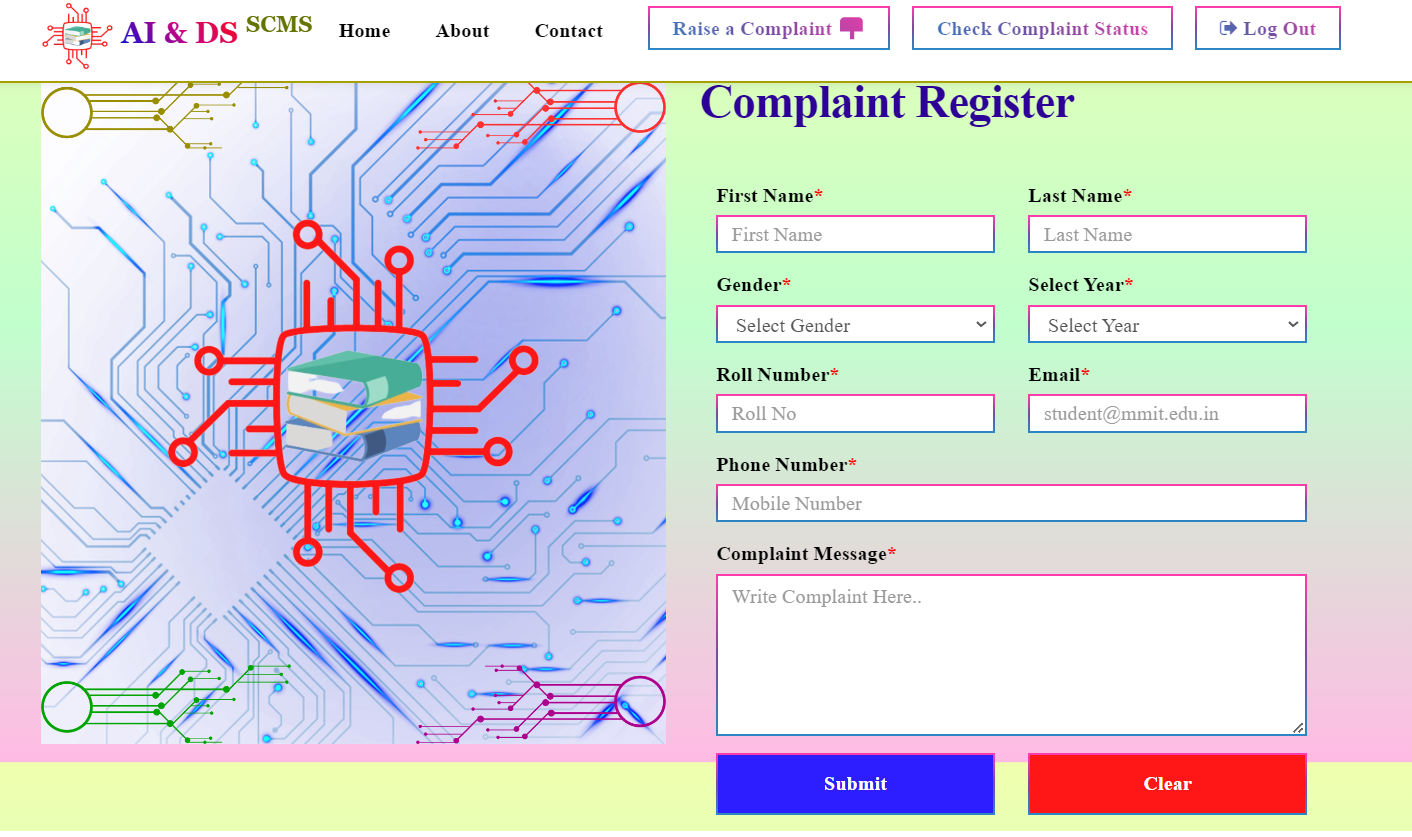 AI & DS SCMS Home About Contact Raise a Complaint Check Complaint Status Log Out
Complaint Register
First Name* Last Name*
First Name Last Name
Gender* Select Year*
Select Gender Select Year
Roll Number* Email*
Roll No student@mmit.edu.in
Phone Number*
Mobile Number
Complaint Message*
Write Complaint Here..
Submit Clear